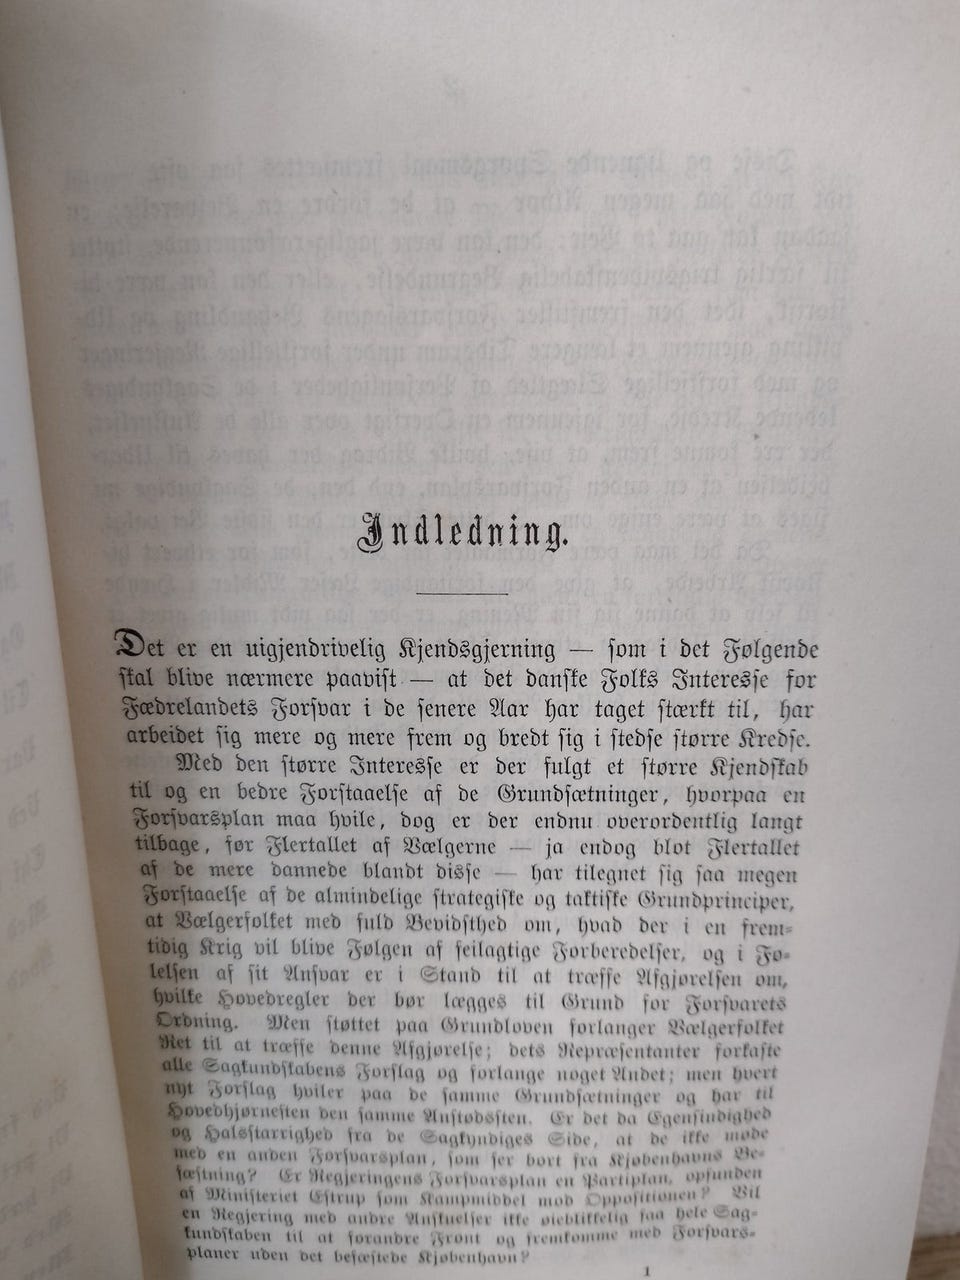 Indledning.
Det er en uigjendrivelig Kjendsgjerning — som i det Følgende
skal blive nærmere paavist — at det danske Folks Interesse for
Fædrelandets Forsvar i de senere Aar har taget stærkt til, har
arbeidet sig mere og mere frem og bredt sig i stedse større Kredse.
Med den større Interesse er der fulgt et større Kjendskab
til og en bedre Forstaaelse af de Grundsætninger, hvorpaa en
Forsvarsplan maa hvile, dog er der endnu overordentlig langt
tilbage, før Flertallet af Vælgerne — ja endog blot Flertallet
af de mere dannede blandt disse — har tilegnet sig saa megen
Forstaaelse af de almindelige strategiske og taktiske Grundprinciper,
at Vælgerfolket med fuld Bevidsthed om, hvad der i en frem-
tidig Krig vil blive Følgen af feilagtige Forberedelser, og i Fø-
lelsen af sit Ansvar er i Stand til at træffe Afgjørelsen om,
hvilke Hovedregler der bør lægges til Grund for Forsvarets
Ordning. Men støttet paa Grundloven forlanger Vælgerfolket
Ret til at træffe denne Afgjørelse; dets Repræsentanter forkaste
alle Sagkundskabens Forslag og forlange noget Andet; men hvert
nyt Forslag hviler paa de samme Grundsætninger og har til
Hovedhjørnesten den samme Anstødssten. Er det da Egensindighed
og Halsstarrighed fra de Sagkyndiges Side, at de ikke møde
med en anden Forsvarsplan, som ser bort fra Kjøbenhavns Be-
fæstning? Er Regjeringens Forsvarsplan en Partiplan, opfunden
af Ministeriet Estrup som Kampmiddel mod Oppositionen? Vil
en Regjering med andre Anskuelser ikke øieblikkelig faa hele Sag-
kundskaben til at forandre Front og fremkomme med Forsvars-
planer uden det befæstede Kjøbenhavn?
1